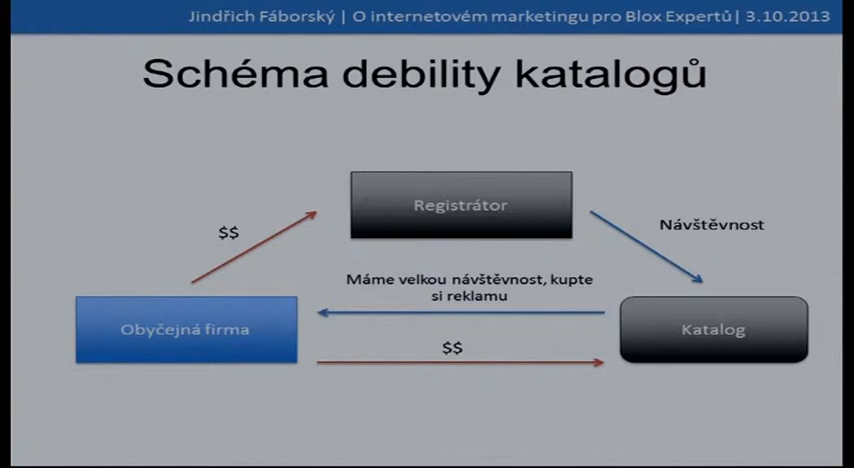 Jindřich Fáborský| O internetovém marketingu pro Blox Expertů| 3.10.2013
Schéma debility katalogů
Registrátor
$$
Návštěvnost
Máme velkou návštěvnost, kupte
si reklamu
Obyčejná firma
Katalog
$$